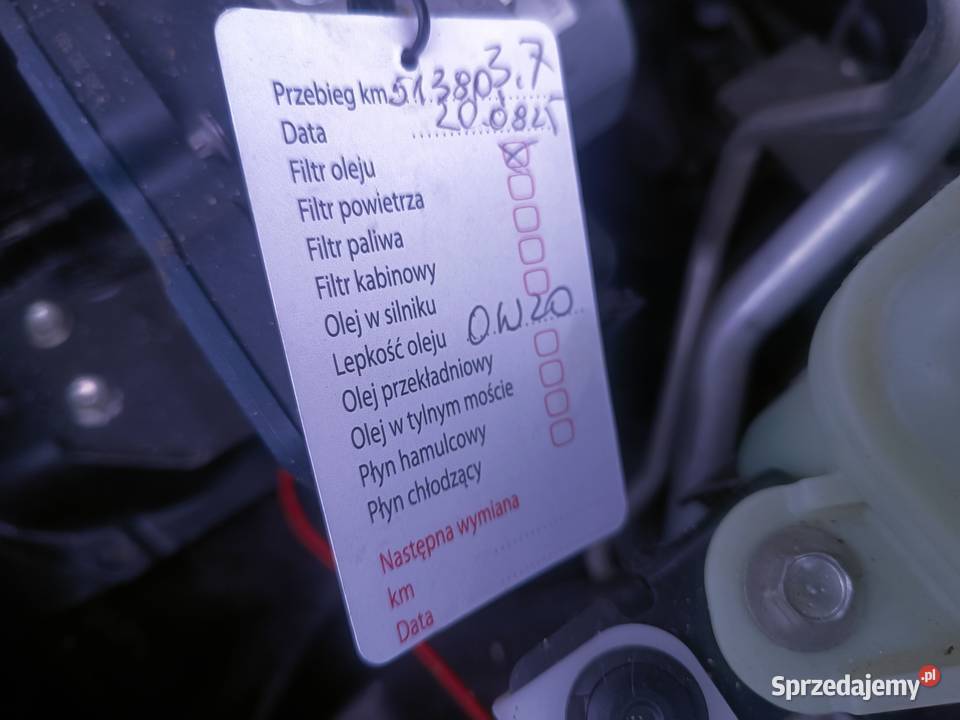 3,7
Przebieg km 51380
Data 20.08.25
Filtr oleju
Filtr powietrza
Filtr paliwa
Filtr kabinowy
Olej w silniku
Lepkość oleju 0W20
Olej przekładniowy
Olej w tylnym moście
Płyn hamulcowy
Płyn chłodzący
Następna wymiana
km
Data
Sprzedajemy.pl